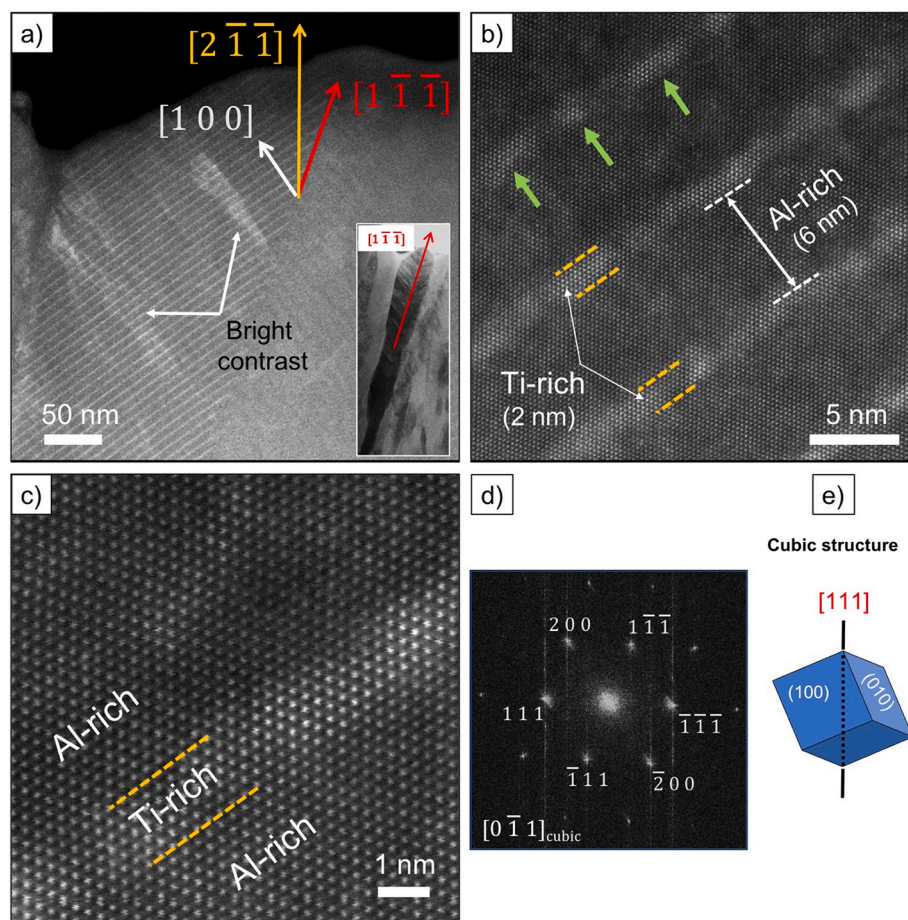 a)
[2 1̅ 1̅]
[1 1̅ 1̅]
[1 0 0]
[1 1̅ 1̅]
Bright
contrast
50 nm
b)
Al-rich
(6 nm)
Ti-rich
(2 nm)
5 nm
c)
Al-rich
Ti-rich
Al-rich
1 nm
d)
2 0 0
1 1̅ 1̅
1 1 1
1̅ 1̅ 1̅
1̅ 1 1
2̅ 0 0
[0 1̅ 1]cubic
e)
Cubic structure
[111]
(100)
(010)